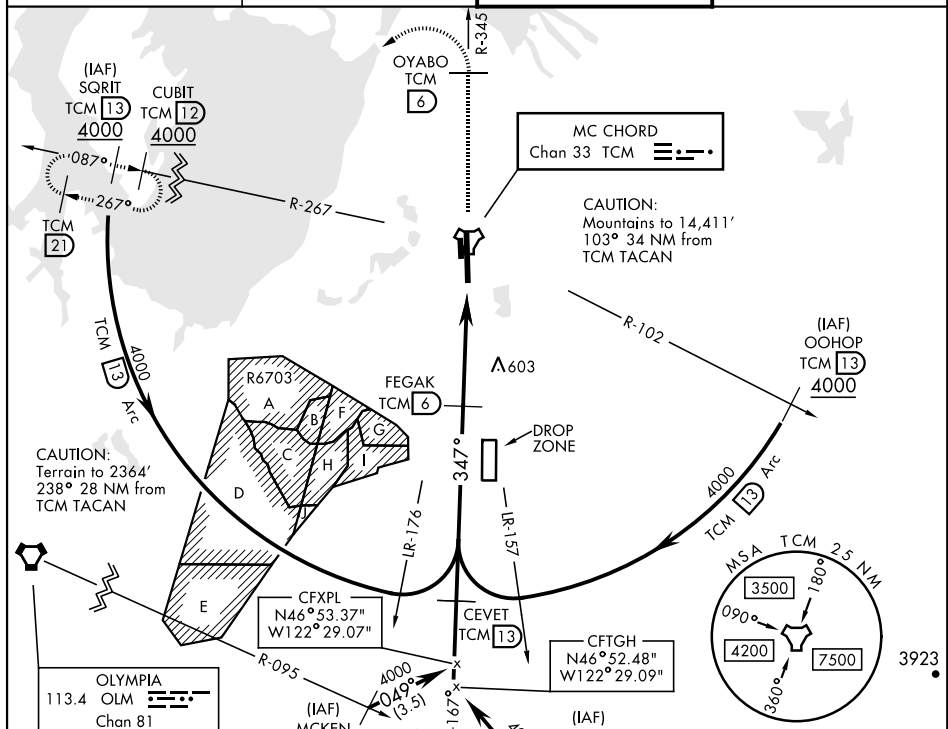 R-345
OYABO
TCM
6
(IAF)
SQRIT
TCM 13
4000
CUBIT
TCM 12
4000
087°
267°
TCM
21
R-267
MC CHORD
Chan 33 TCM
CAUTION:
Mountains to 14,411'
103° 34 NM from
TCM TACAN
R-102
(IAF)
OOHOP
TCM 13
4000
4000
TCM 13 Arc
R6703
A
B
F
G
C
H
I
D
J
E
FEGAK
TCM 6
603
347°
DROP
ZONE
4000
TCM 13 Arc
CAUTION:
Terrain to 2364'
238° 28 NM from
TCM TACAN
LR-176
LR-157
MSA TCM 25 NM
3500
180°
090°
4200
7500
360°
3923
CFXPL
N46° 53.37"
W122° 29.07"
CEVET
TCM 13
CFTGH
N46° 52.48"
W122° 29.09"
R-095
OLYMPIA
113.4 OLM
Chan 81
4000
049°
(3.5)
(IAF)
MCKEN
-167°
(IAF)